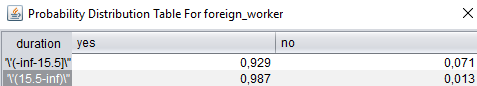 Probability Distribution Table For foreign_worker
duration yes no
'\'(-inf-15.5]\'' 0,929 0,071
'\'(15.5-inf)\'' 0,987 0,013